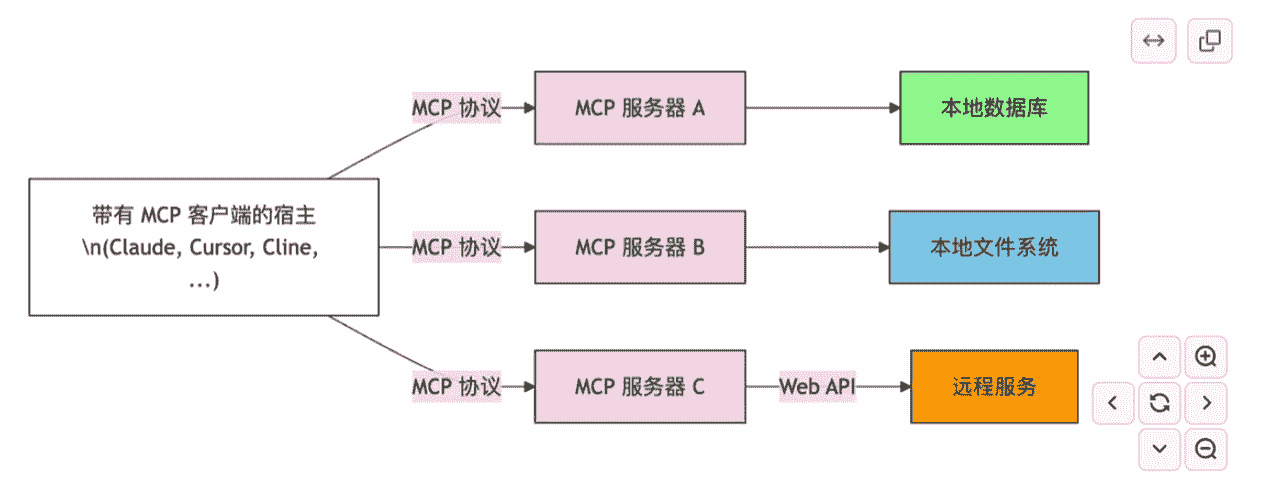 MCP 协议
MCP 服务器 A
本地数据库
带有 MCP 客户端的宿主
\n(Claude, Cursor, Cline,
...)
MCP 协议
MCP 服务器 B
本地文件系统
MCP 协议
MCP 服务器 C
Web API
远程服务